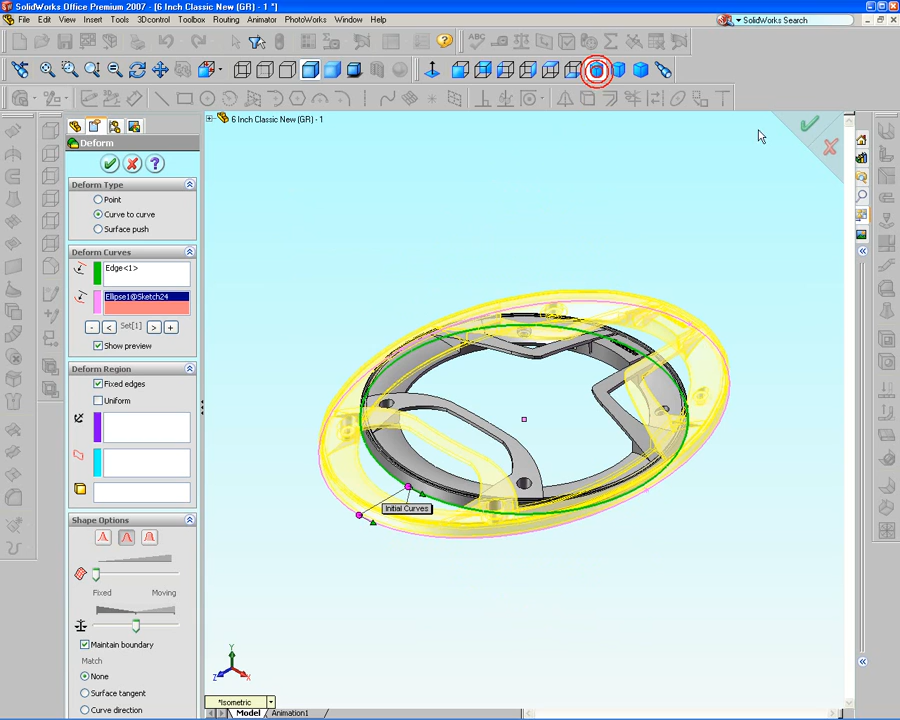 SolidWorks Office Premium 2007 - [6 Inch Classic New (GR) - 1 *]
File Edit View Insert Tools 3Dcontrol Toolbox Routing Animator PhotoWorks Window Help
SolidWorks Search
6 Inch Classic New (GR) - 1
Deform
Deform Type
Point
Curve to curve
Surface push
Deform Curves
Edge<1>
Ellipse1@Sketch24
- < Set[1] > +
Show preview
Deform Region
Fixed edges
Uniform
Initial Curves
Shape Options
Fixed Moving
Maintain boundary
Match
None
Surface tangent
Curve direction
Y
Z X
*Isometric
Model Animation1